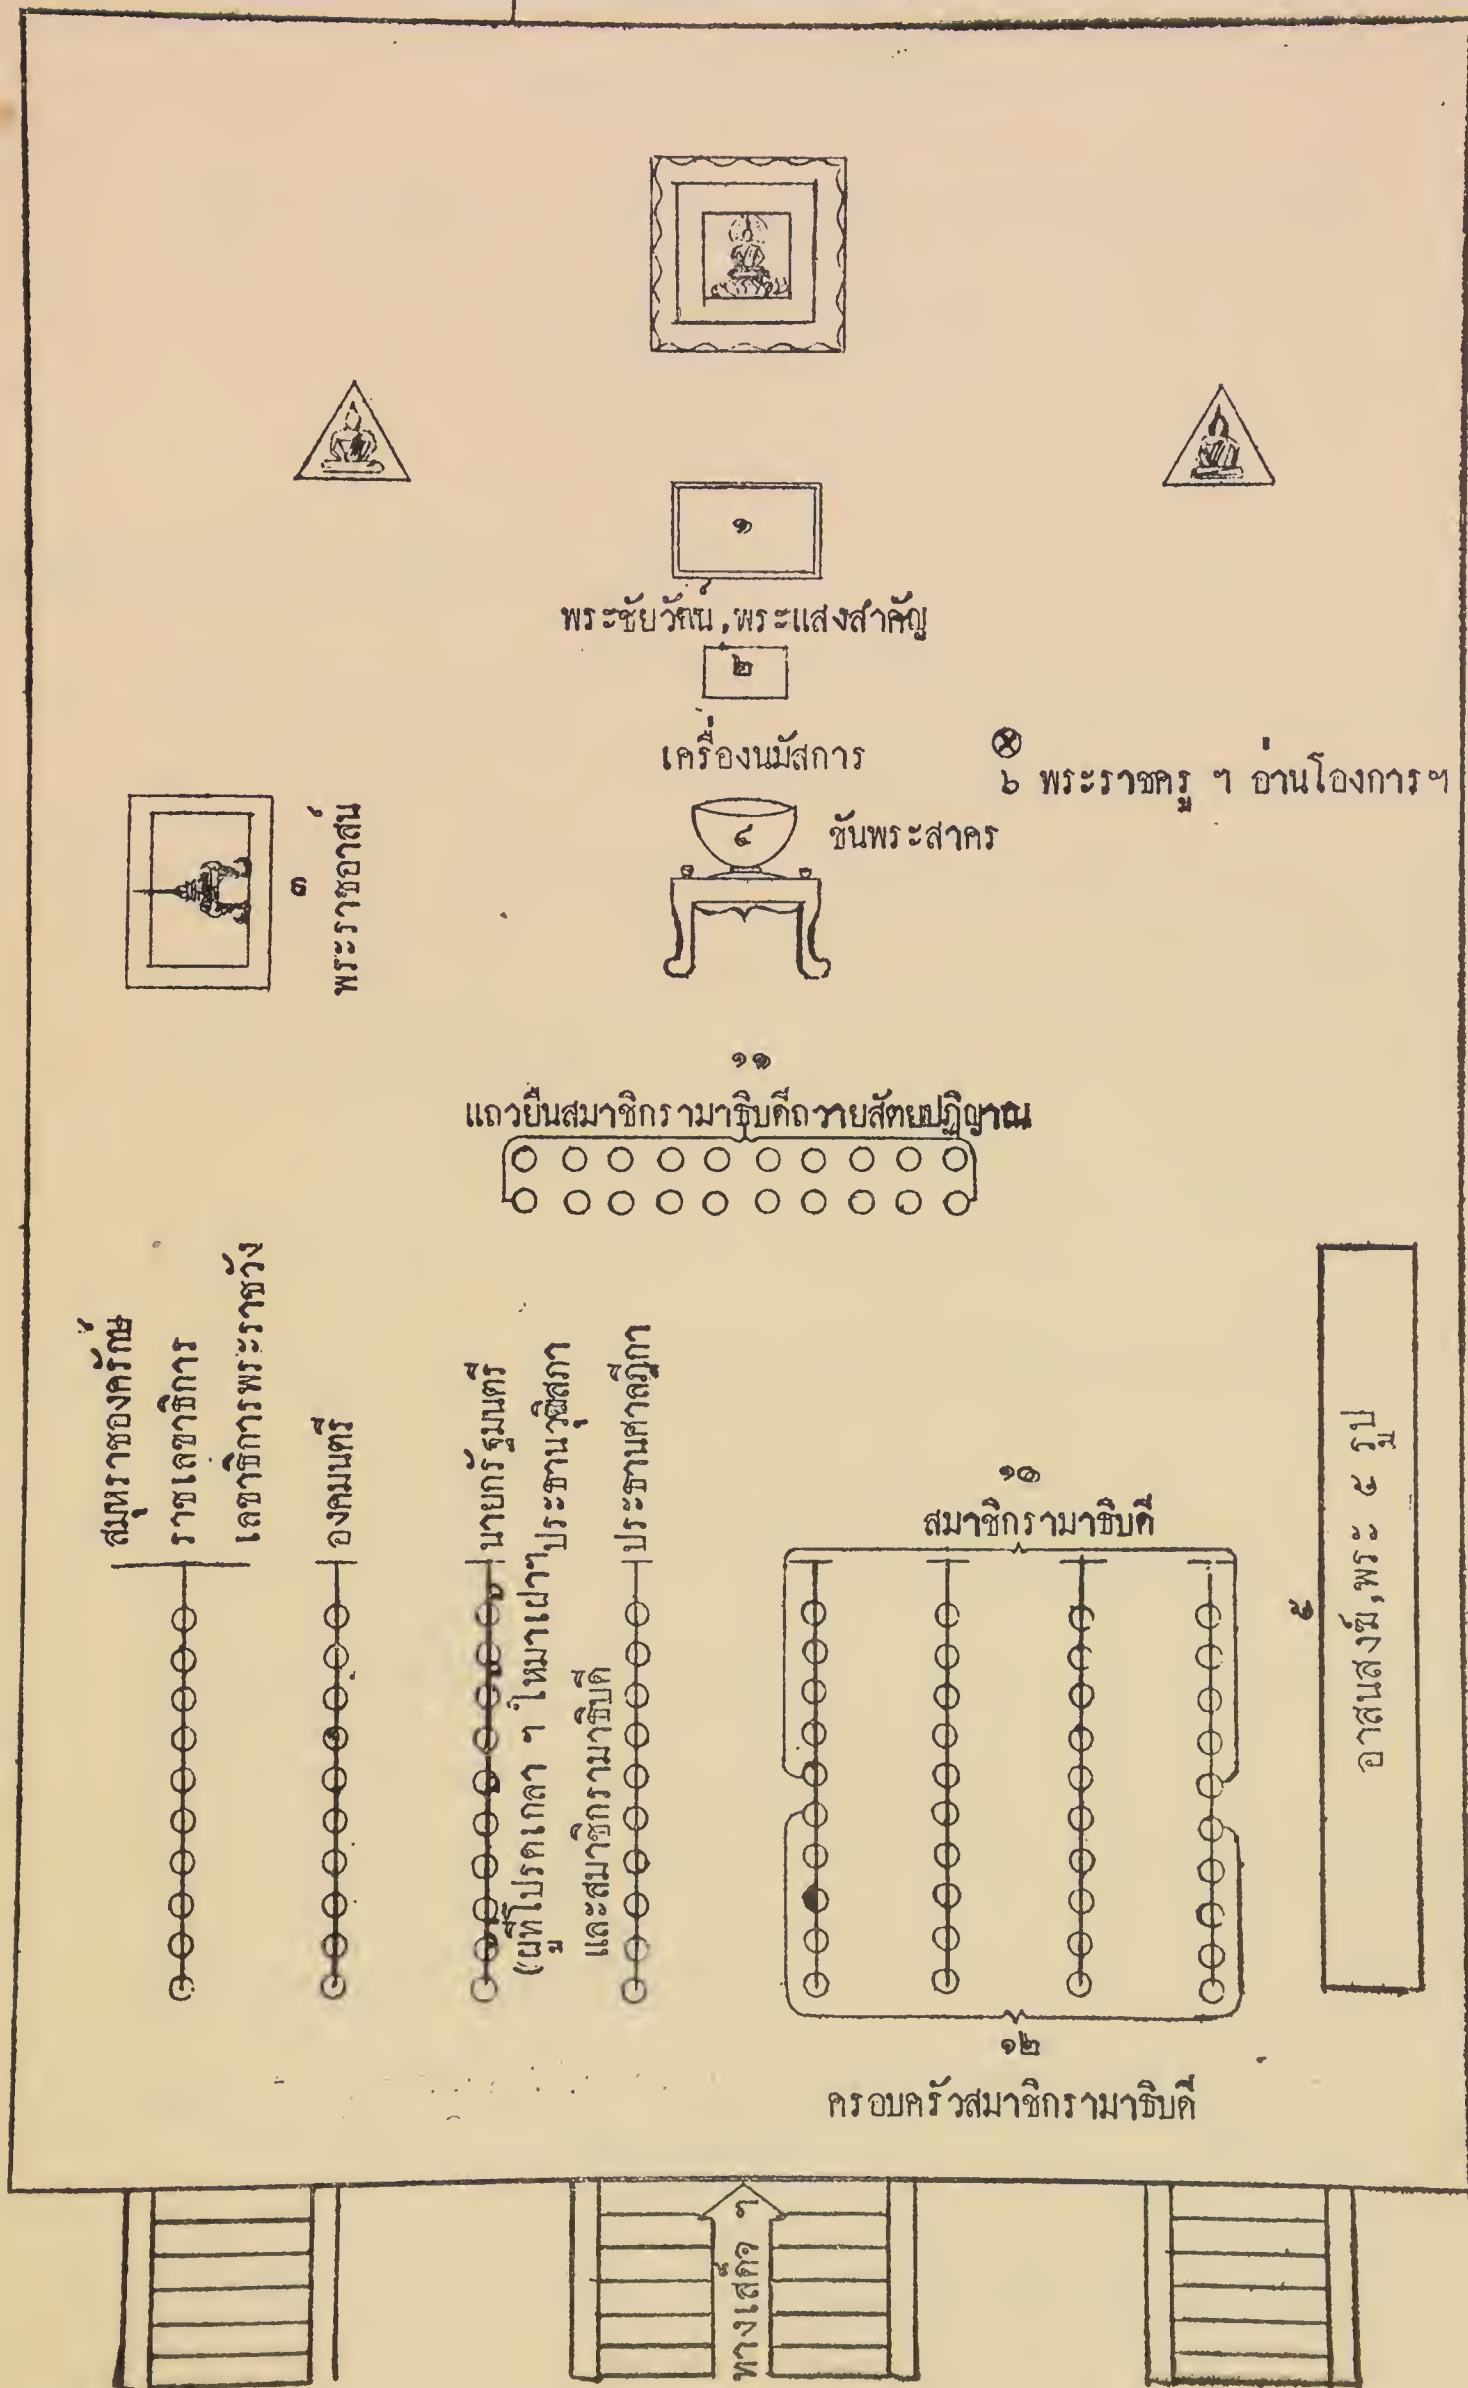 ๑
พระชัยวัฒน์,พระแสงสำคัญ
๒
เครื่องนมัสการ
๖ พระราชครู ฯ อ่านโองการฯ
๓
พระราชอาสน์
๔
ขันพระสาคร
๑๑
แถวยืนสมาชิกรามาธิบดีถวายสัตยปฏิญาณ
สมุหราชองครักษ์
ราชเลขาธิการ
เลขาธิการพระราชวัง
องคมนตรี
นายกรัฐมนตรี
ประธานวุฒิสภา
ประธานศาลฎีกา
(ผู้ที่โปรดเกล้า ฯ ให้มาเฝ้าฯ
และสมาชิกรามาธิบดี
๑๐
สมาชิกรามาธิบดี
๕
อาสนสงฆ์,พระ ๕ รูป
๑๒
ครอบครัวสมาชิกรามาธิบดี
ทางเสด็จ ฯ